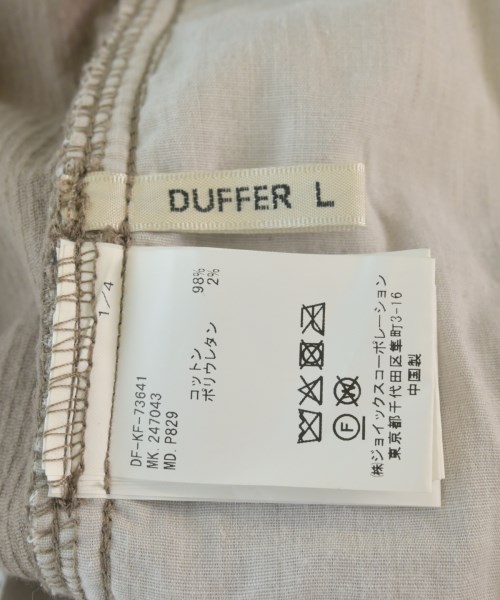 DUFFER L
1/4
DF-KF-73641
MK. 247043
MD. P829
コットン 98%
ポリウレタン 2%
F W
㈱ジョイックスコーポレーション
東京都千代田区隼町3-16
中国製